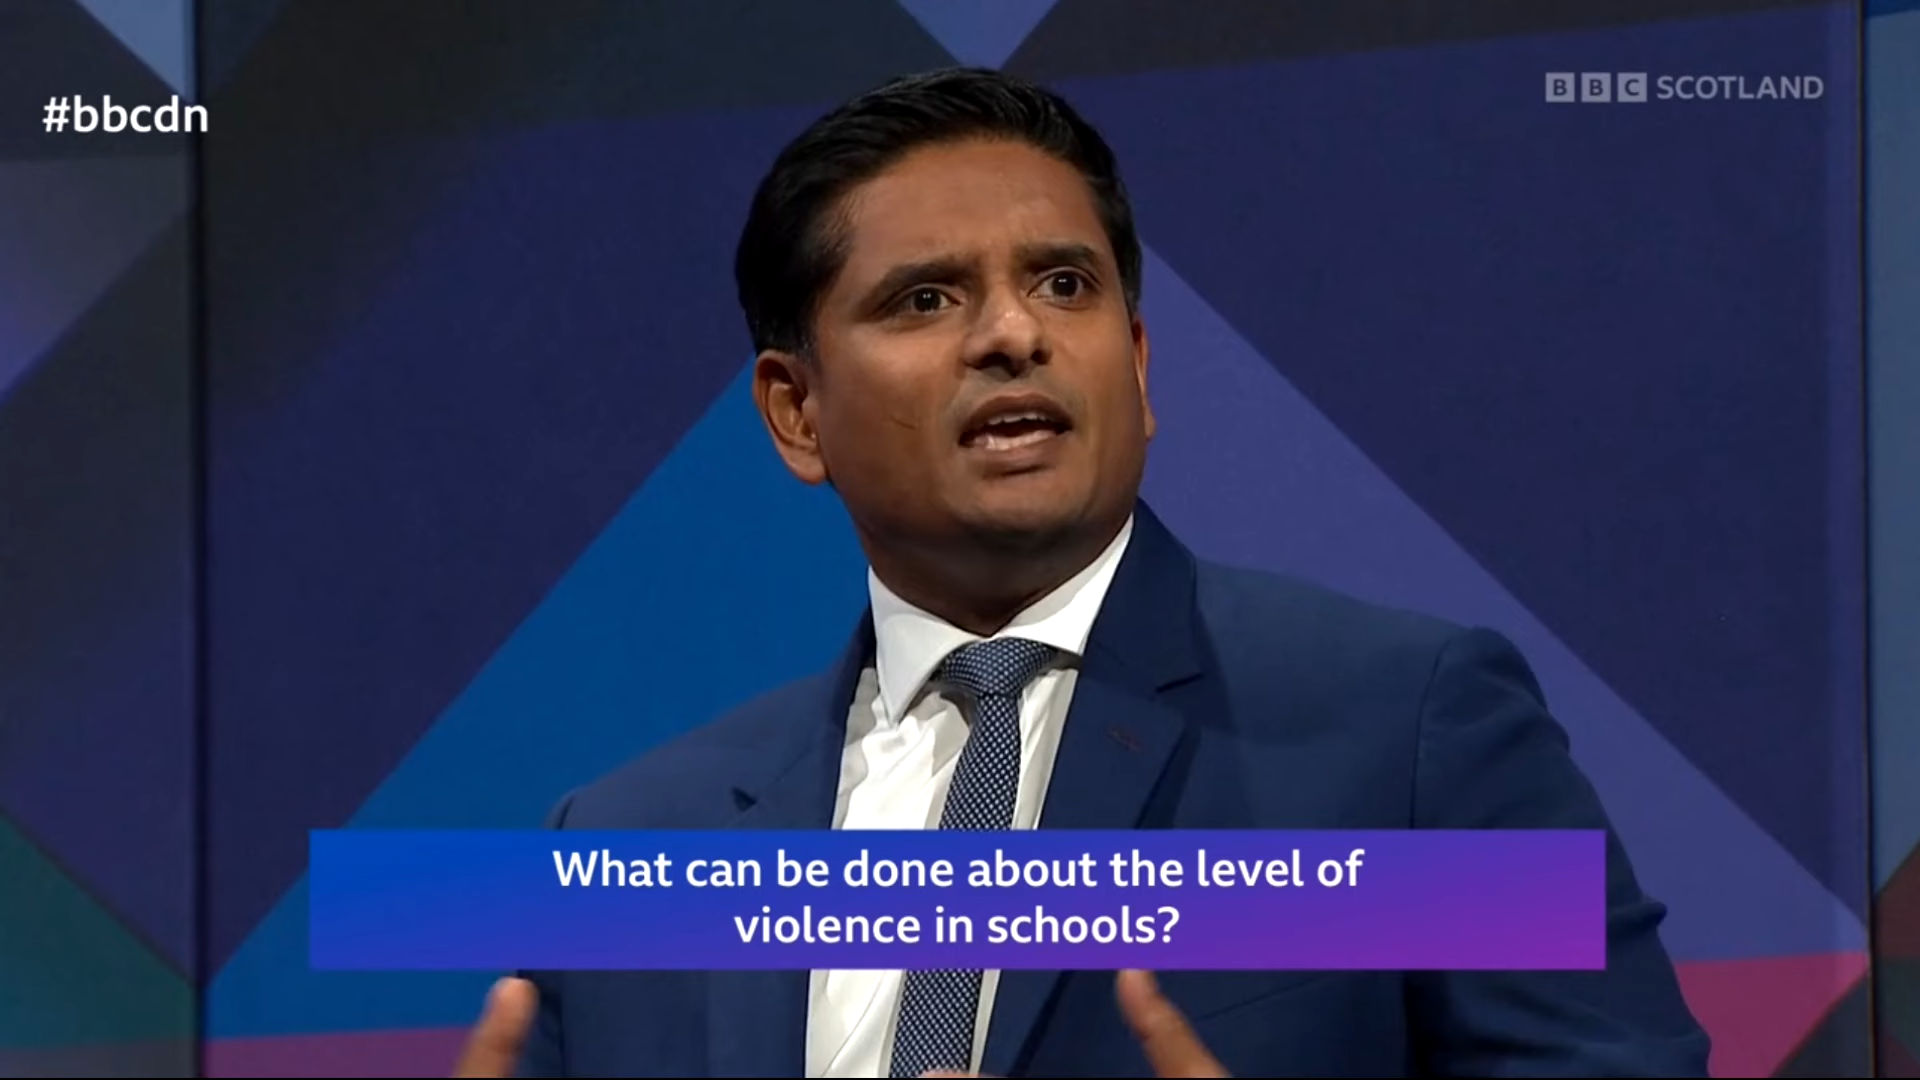 #bbcdn
BBC SCOTLAND
What can be done about the level of
violence in schools?